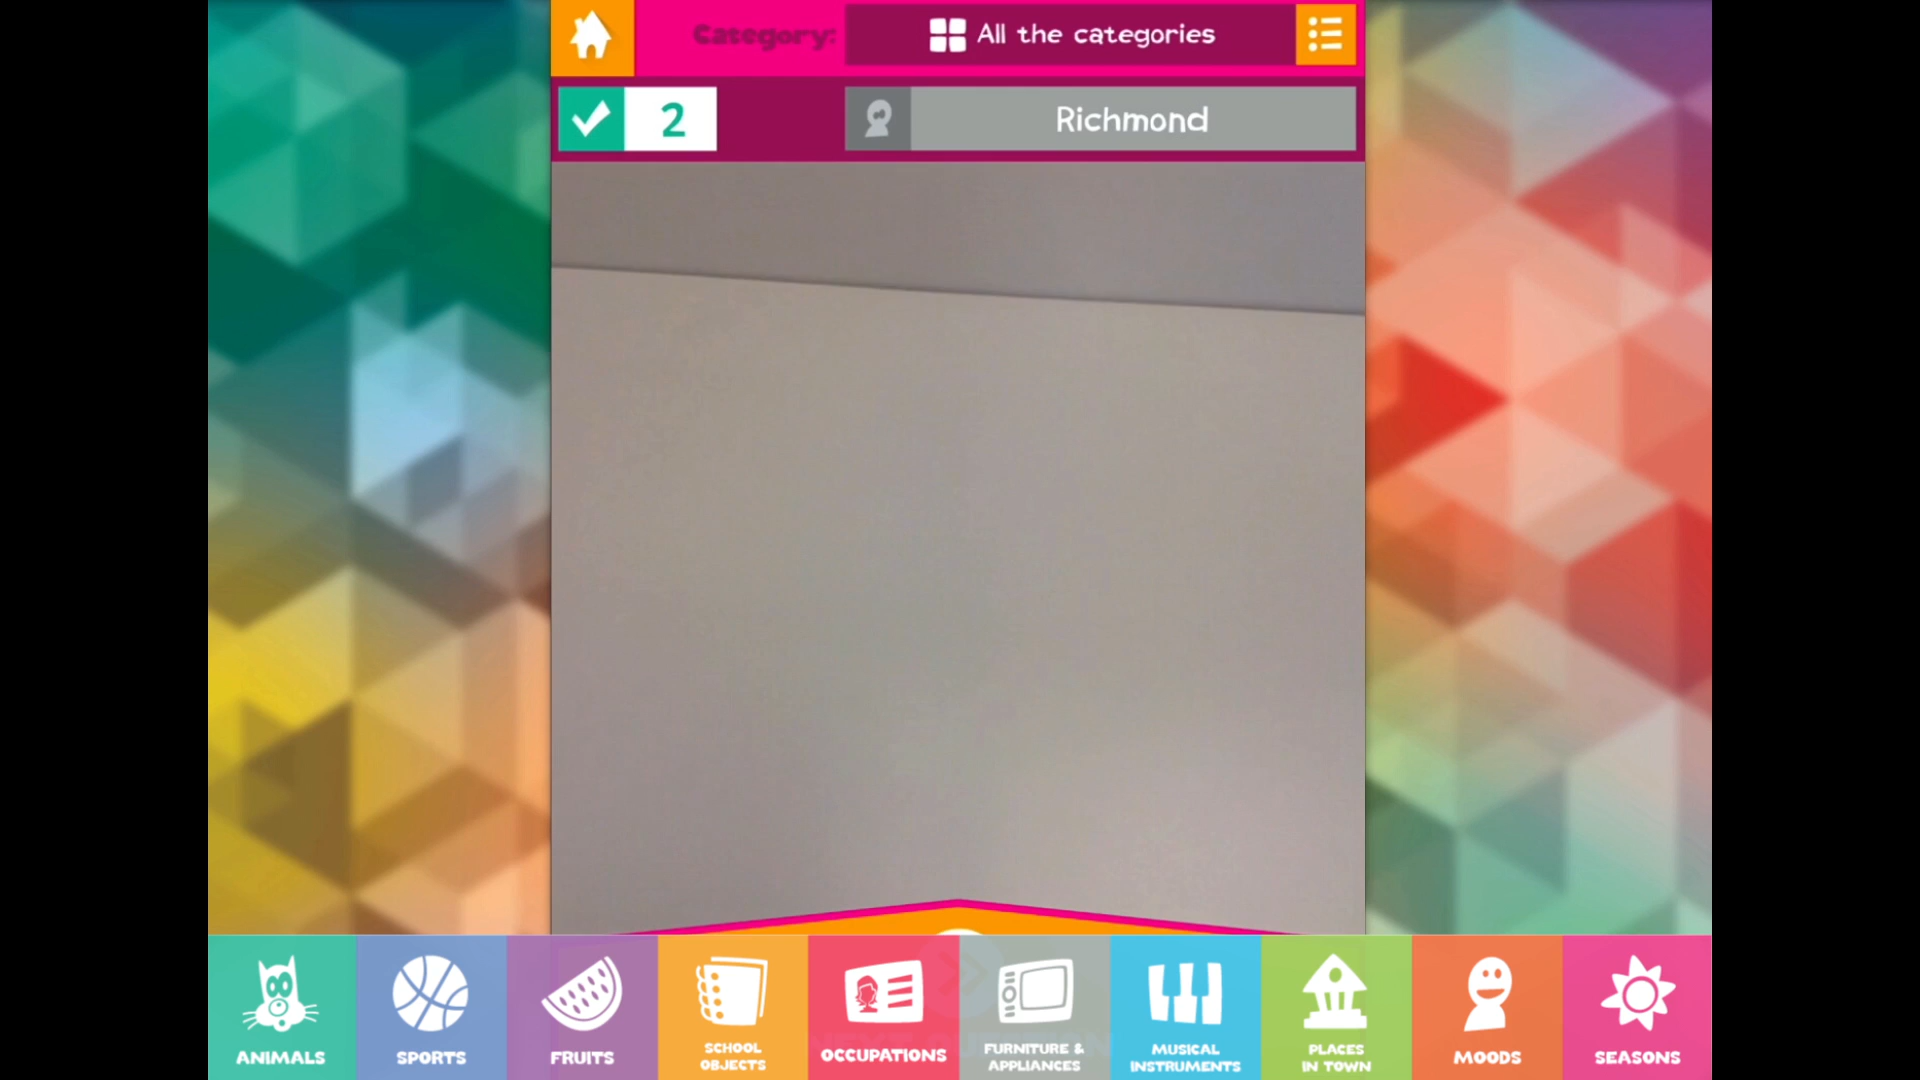 Category:
All the categories
2
Richmond
ANIMALS
SPORTS
FRUITS
SCHOOL
OBJECTS
OCCUPATIONS
FURNITURE &
APPLIANCES
MUSICAL
INSTRUMENTS
PLACES
IN TOWN
MOODS
SEASONS